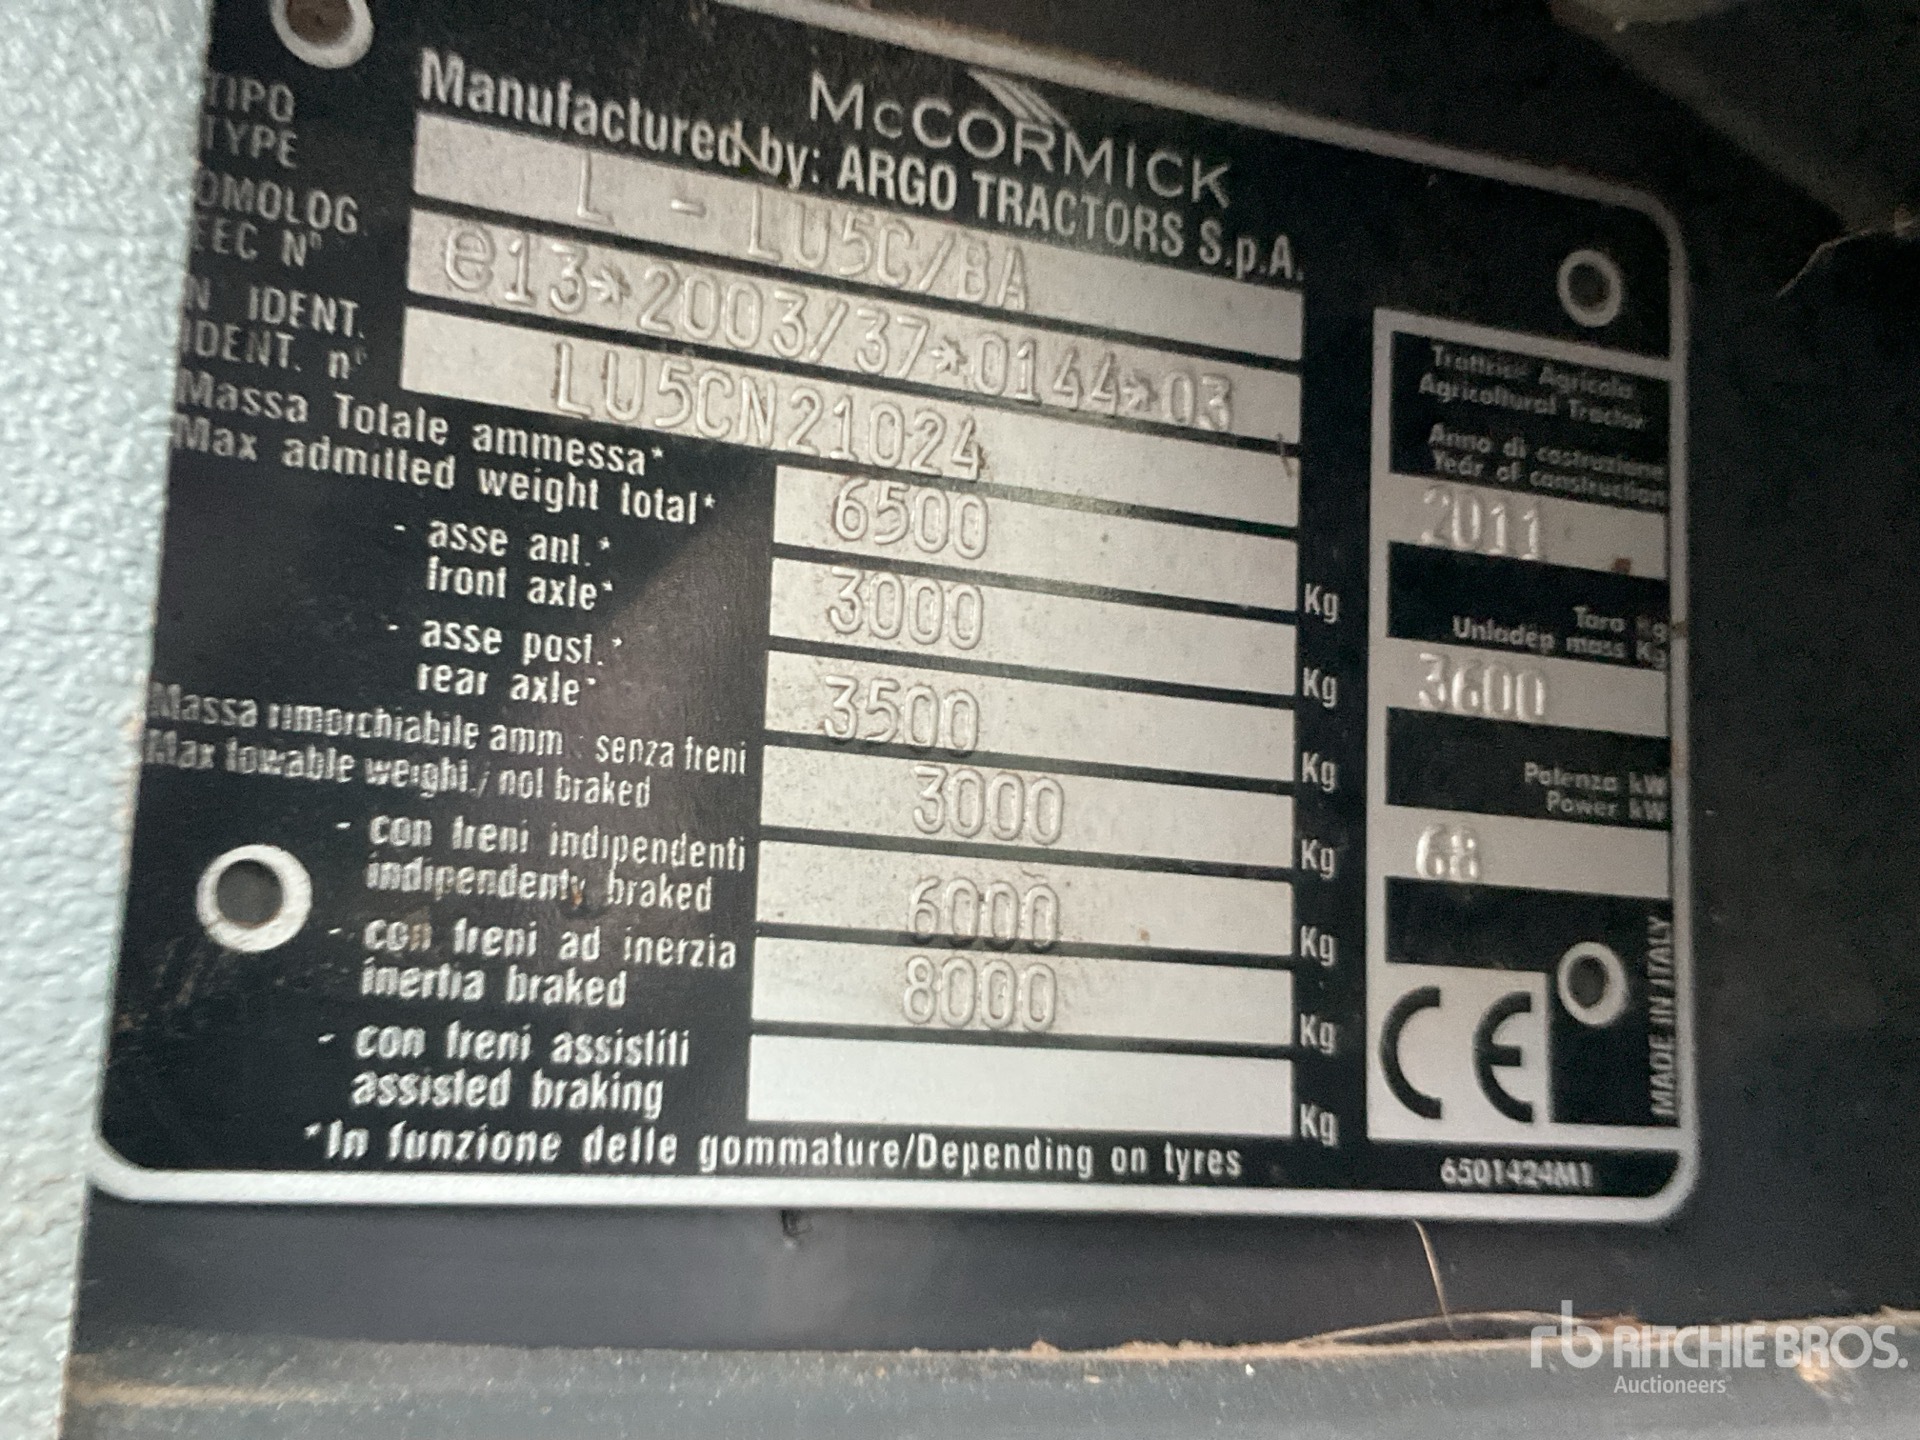 McCORMICK
Manufactured by: ARGO TRACTORS S.p.A.
TIPO
TYPE
L - LU5C/BA
OMOLOG.
EEC N°
e13*2003/37*0144*03
N IDENT.
IDENT. n°
LU5CN21024
Massa Totale ammessa*
Max admitted weight total*
6500
Kg
- asse ant.*
front axle*
3000
Kg
- asse post.*
rear axle*
3500
Kg
Massa rimorchiabile amm.: senza freni
Max towable weight./ not braked
3000
Kg
- con freni indipendenti
indipendenty braked
6000
Kg
- con freni ad inerzia
inertia braked
8000
Kg
- con freni assistiti
assisted braking
Kg
*In funzione delle gommature/Depending on tyres
Trattrice Agricola
Agricoltural Tractor
Anno di costruzione
Year of construction
2011
Tara Kg
Unladen mass Kg
3600
Potenza kW
Power kW
68
CE
MADE IN ITALY
6501424M1
rb RITCHIE BROS.
Auctioneers